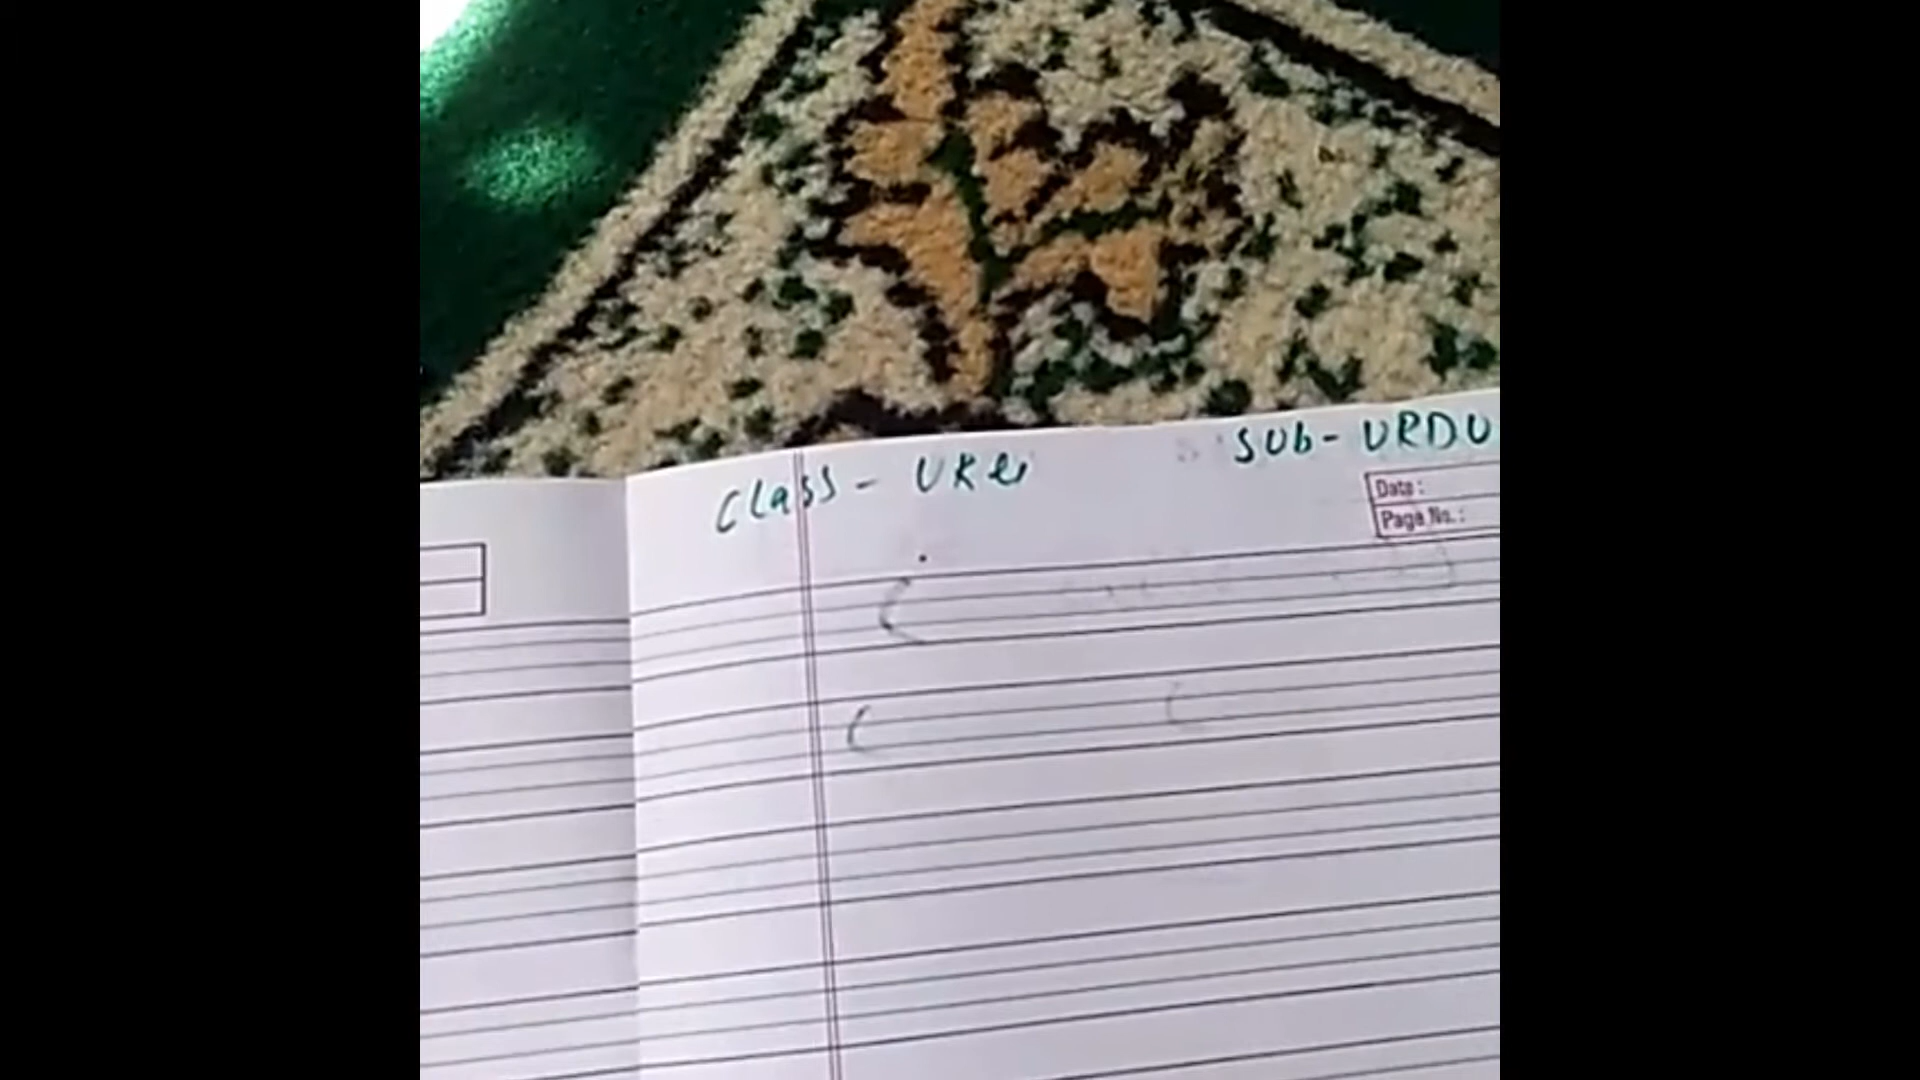 Class - UKG Sub - URDU
Date :
Page No. :